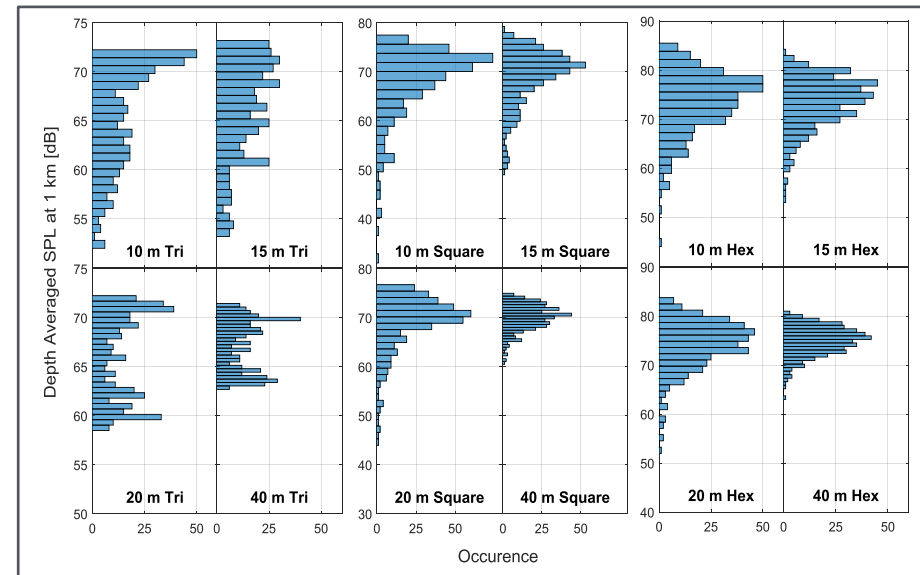 Depth Averaged SPL at 1 km [dB]
75
70
65
60
55
10 m Tri
15 m Tri
80
70
60
50
40
10 m Square
15 m Square
90
80
70
60
50
10 m Hex
15 m Hex
75
70
65
60
55
50
20 m Tri
40 m Tri
0 25 50 0 25 50
80
70
60
50
40
30
20 m Square
40 m Square
0 25 50 0 25 50
90
80
70
60
50
40
20 m Hex
40 m Hex
0 25 50 0 25 50
Occurence